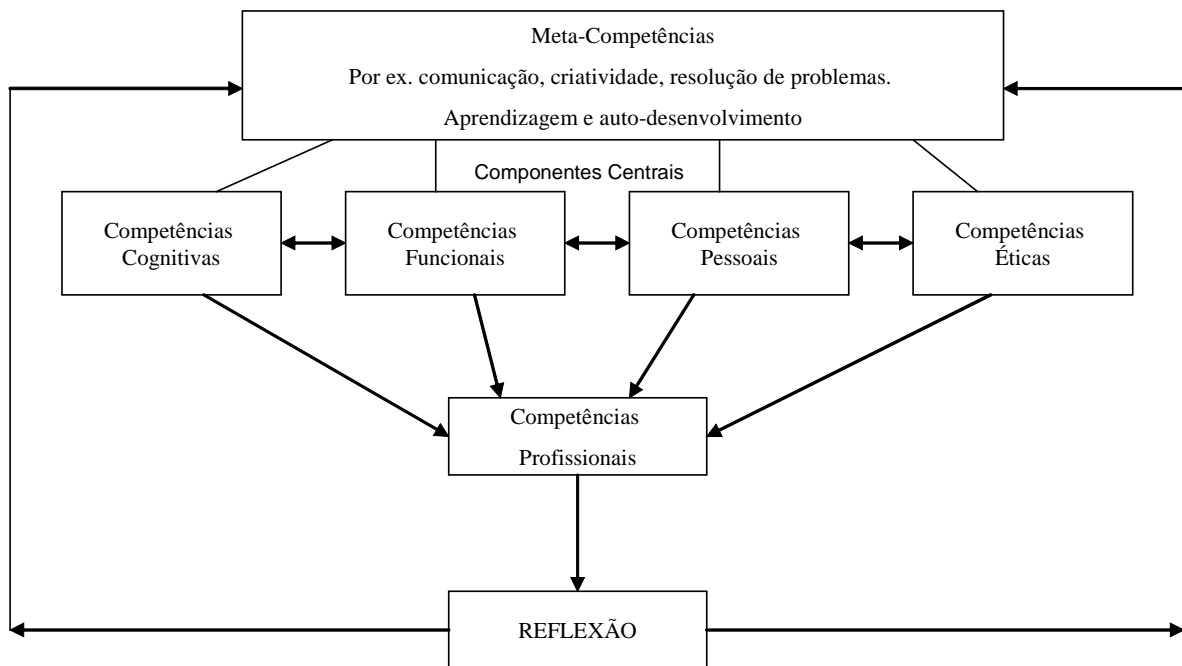 Meta-Competências
Por ex. comunicação, criatividade, resolução de problemas.
Aprendizagem e auto-desenvolvimento
Componentes Centrais
Competências
Cognitivas
Competências
Funcionais
Competências
Pessoais
Competências
Éticas
Competências
Profissionais
REFLEXÃO